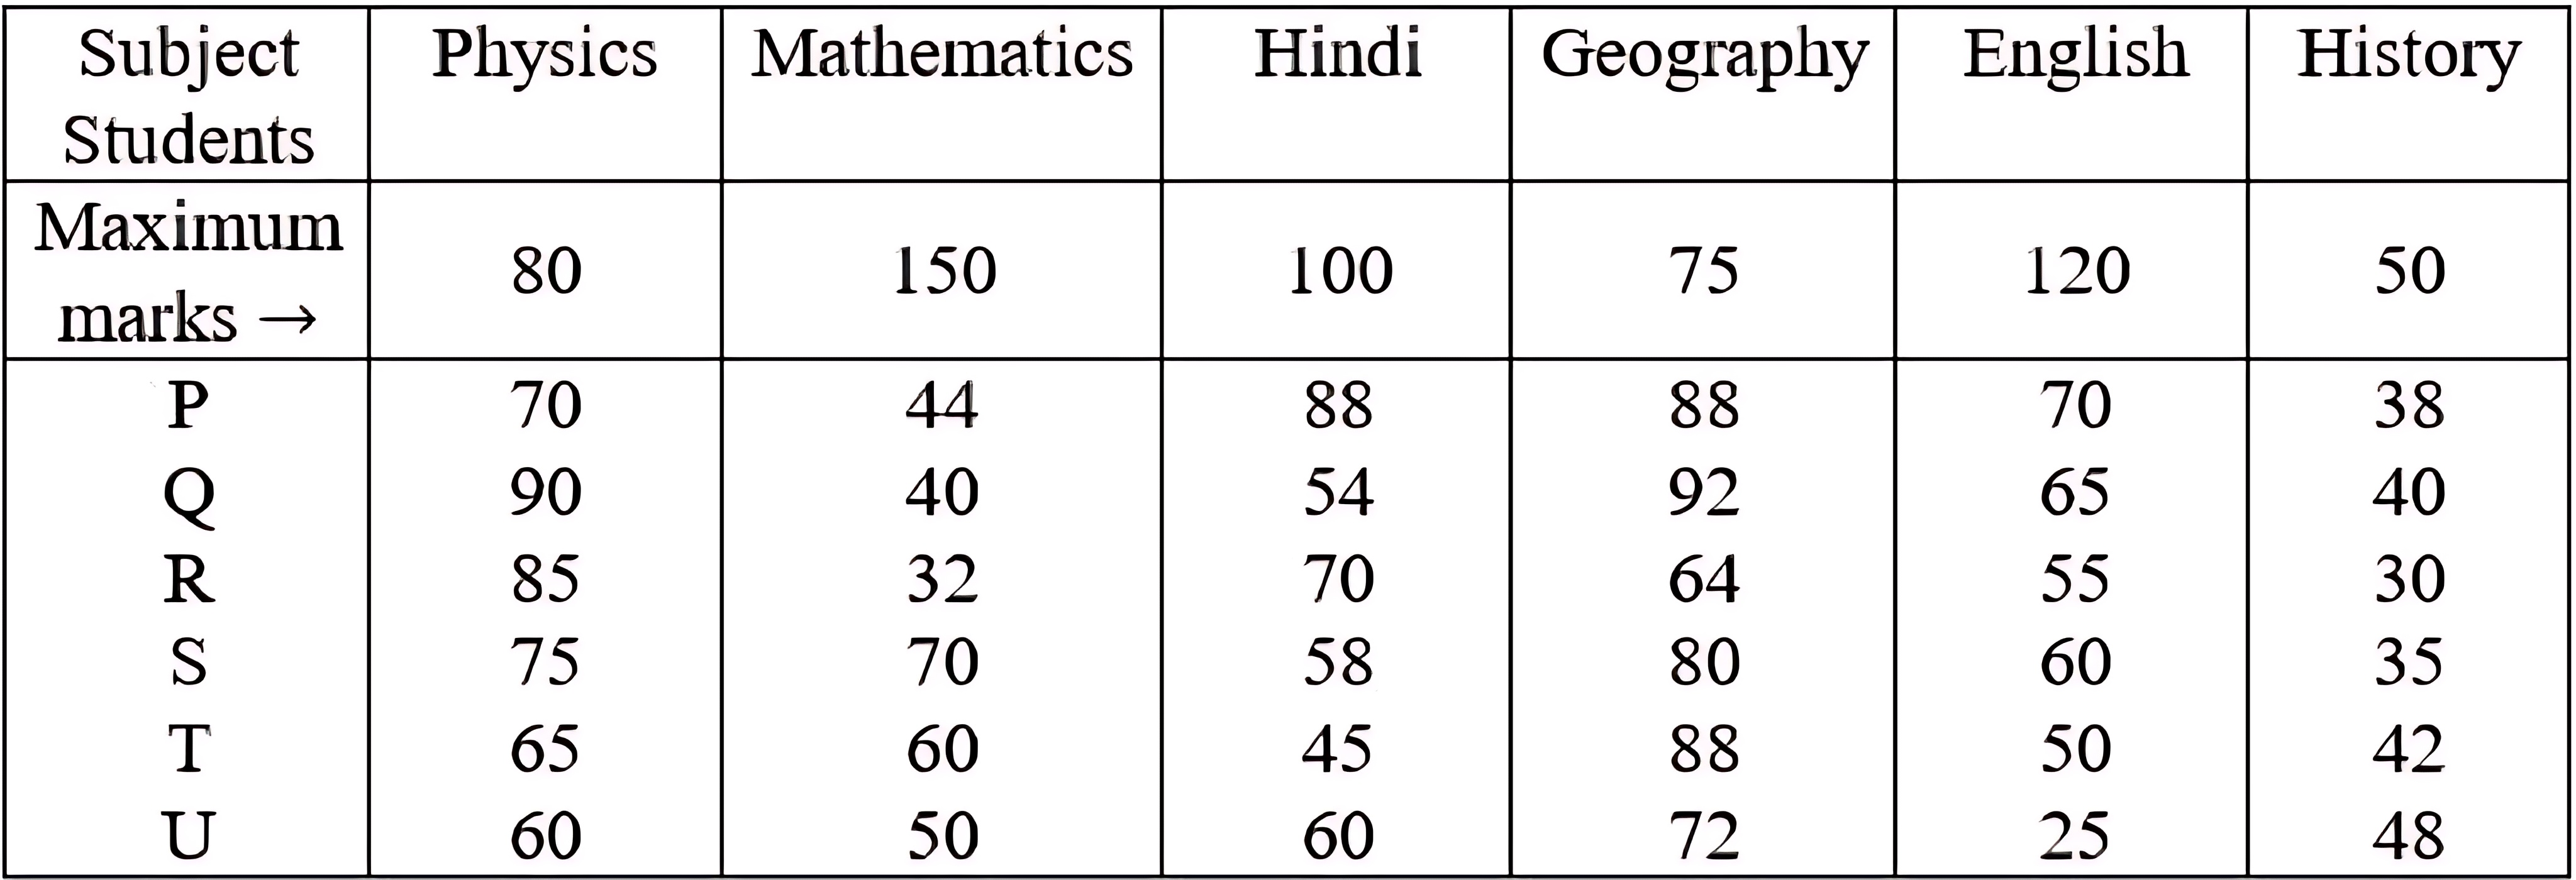 Subject Students Physics Mathematics Hindi Geography English History
Maximum marks → 80 150 100 75 120 50
P 70 44 88 88 70 38
Q 90 40 54 92 65 40
R 85 32 70 64 55 30
S 75 70 58 80 60 35
T 65 60 45 88 50 42
U 60 50 60 72 25 48